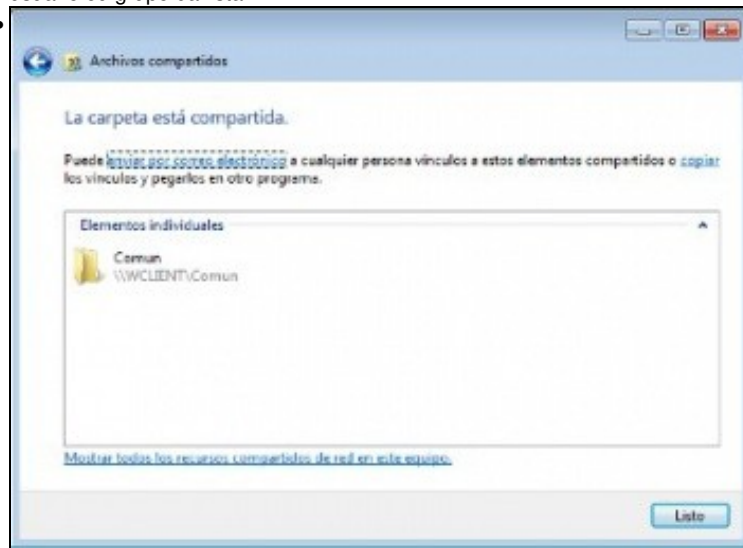 Archivos compartidos
La carpeta está compartida.
Puede enviar por correo electrónico a cualquier persona vínculos a estos elementos compartidos o copiar
los vínculos y pegarlos en otro programa.
Elementos individuales
Comun
\\WCLIENT\Comun
Mostrar todos los recursos compartidos de red en este equipo.
Listo